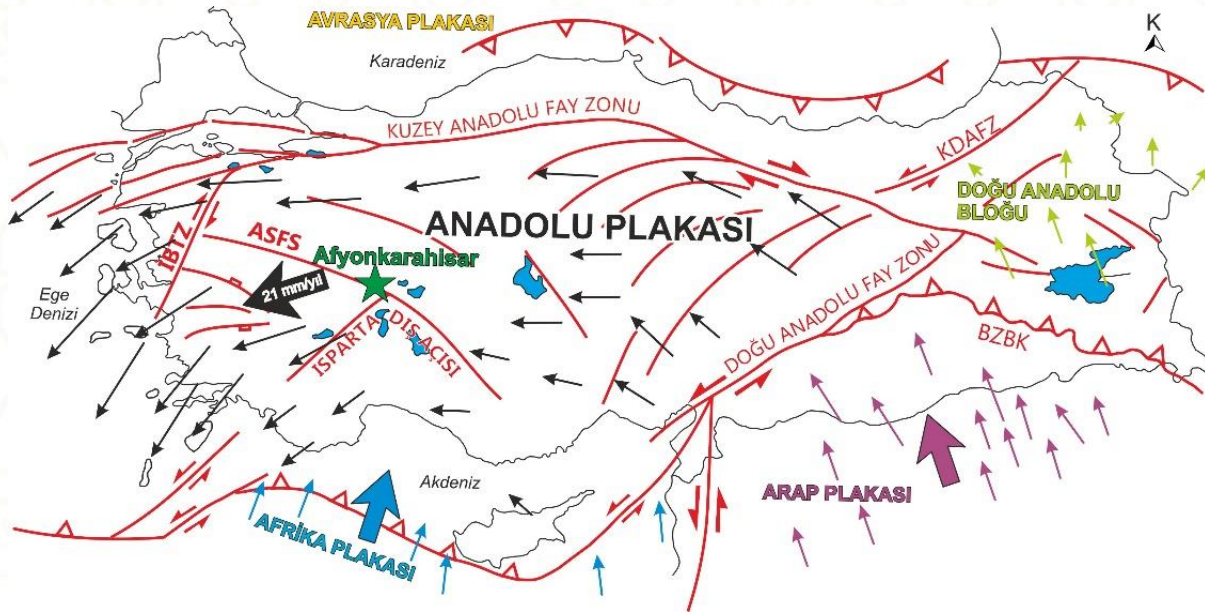 AVRASYA PLAKASI
Karadeniz
K
KUZEY ANADOLU FAY ZONU
KDAFZ
DOĞU ANADOLU
BLOĞU
ANADOLU PLAKASI
İBTZ
ASFS
Afyonkarahisar
21 mm/yıl
Ege
Denizi
ISPARTA DIŞ AÇISI
DOĞU ANADOLU FAY ZONU
BZBK
Akdeniz
ARAP PLAKASI
AFRİKA PLAKASI